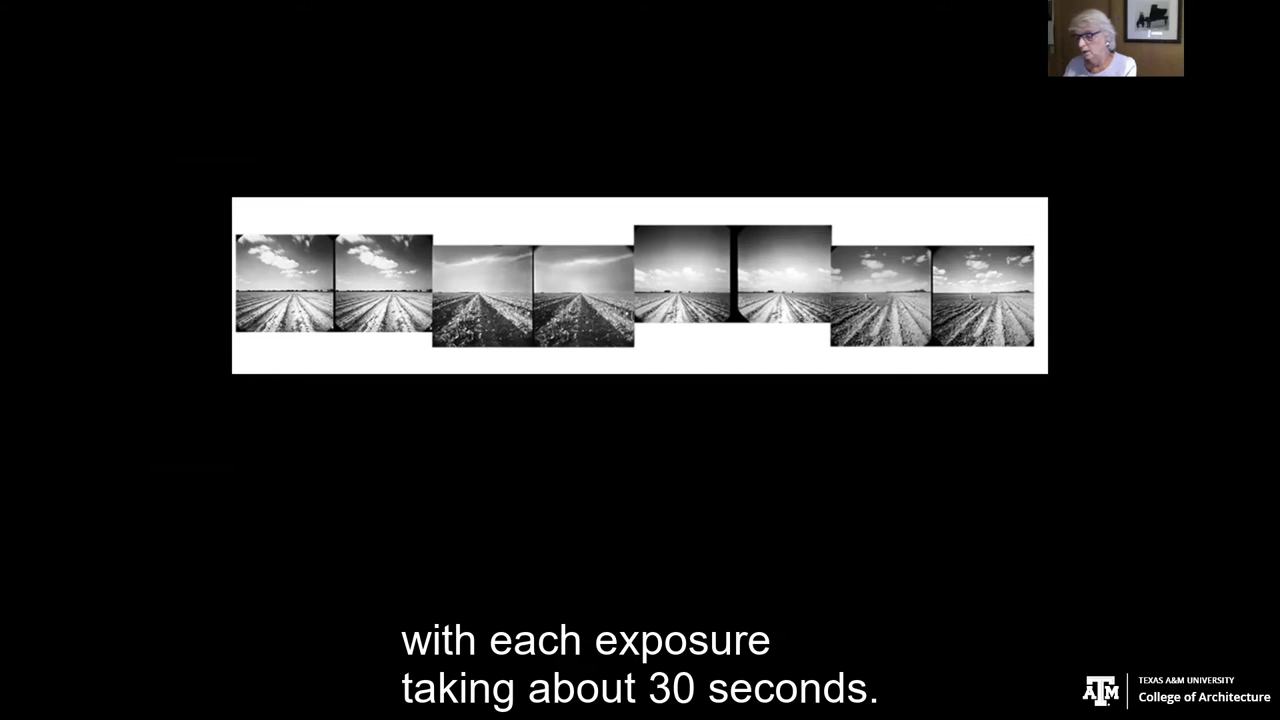 with each exposure
taking about 30 seconds.
TEXAS A&M UNIVERSITY
College of Architecture